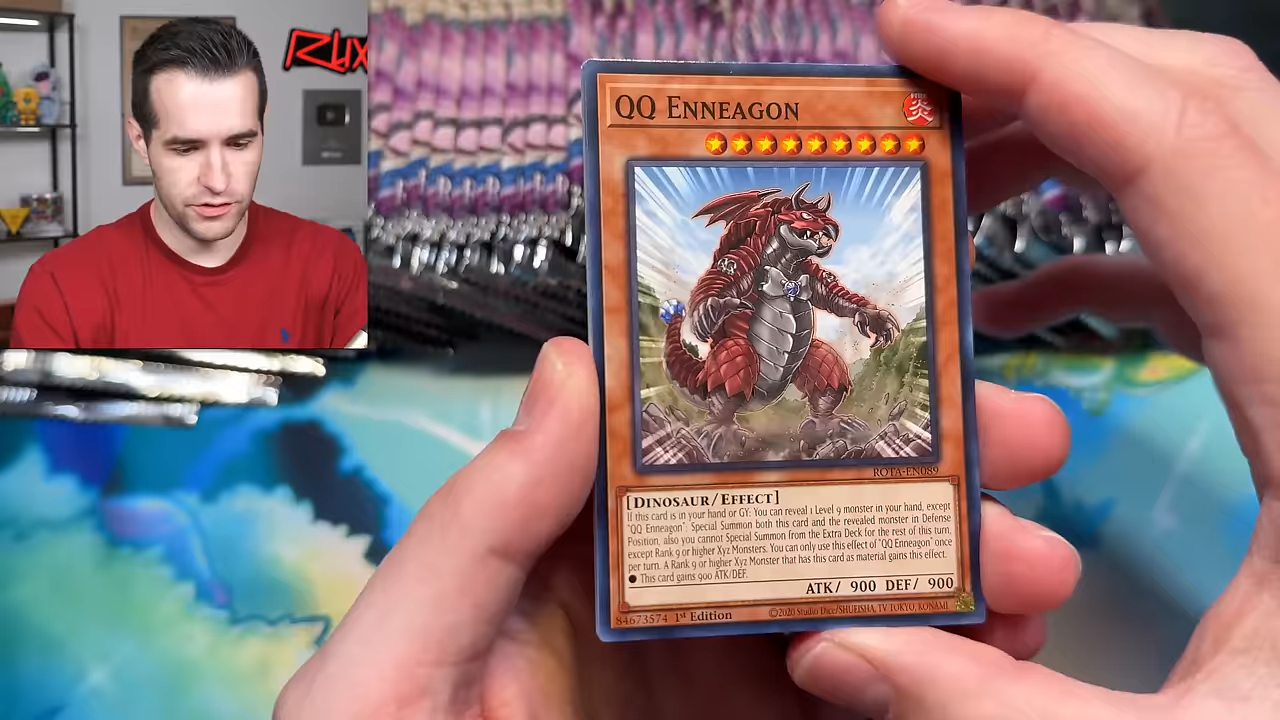 RUX
QQ ENNEAGON
炎
ROTA-EN089
[DINOSAUR/EFFECT]
If this card is in your hand or GY: You can reveal 1 Level 9 monster in your hand, except
"QQ Enneagon"; Special Summon both this card and the revealed monster in Defense
Position, also you cannot Special Summon from the Extra Deck for the rest of this turn,
except Rank 9 or higher Xyz Monsters. You can only use this effect of "QQ Enneagon" once
per turn. A Rank 9 or higher Xyz Monster that has this card as material gains this effect.
● This card gains 900 ATK/DEF.
ATK/ 900 DEF/ 900
84673574 1st Edition ©2020 Studio Dice/SHUEISHA, TV TOKYO, KONAMI